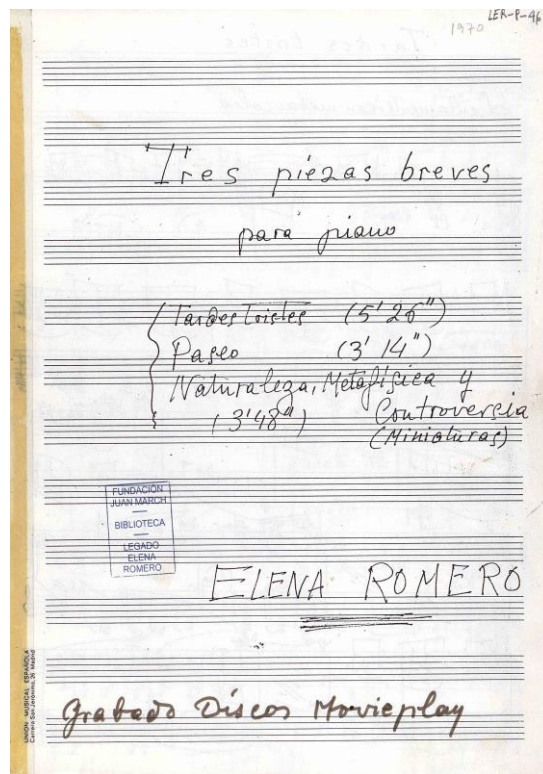 LER-P-46
1970
Tres piezas breves
para piano
Tardes Tristes (5' 26")
Paseo (3' 14")
Naturaleza, Metafísica y
(3'48") Controversia
(Miniaturas)
FUNDACIÓN
JUAN MARCH
BIBLIOTECA
LEGADO
ELENA
ROMERO
ELENA ROMERO
Grabado Discos Movieplay
UNIÓN MUSICAL ESPAÑOLA
Carrera San Jerónimo, 26 Madrid